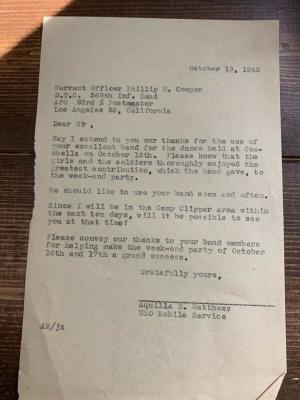 October 19, 1943
Warrant Officer Phillip H. Cooper
D.T.C. 369th Inf. Band
APO 93rd % Postmaster
Los Angeles 52, California
Dear Sir,
May I extend to you our thanks for the use of
your excellent band for the dance held at Coa-
chella on October 16th. Please know that the
girls and the soldiers thoroughly enjoyed the
greatest contribution, which the band gave, to
the week-end party.
We should like to use your band soon and often.
Since I will be in the Camp Clipper area within
the next ten days, will it be possible to see
you at that time?
Please convey our thanks to your band members
for helping make the week-end party of October
16th and 17th a grand success.
Gratefully yours,
Aquilla E. Matthews
USO Mobile Service
AM/jz